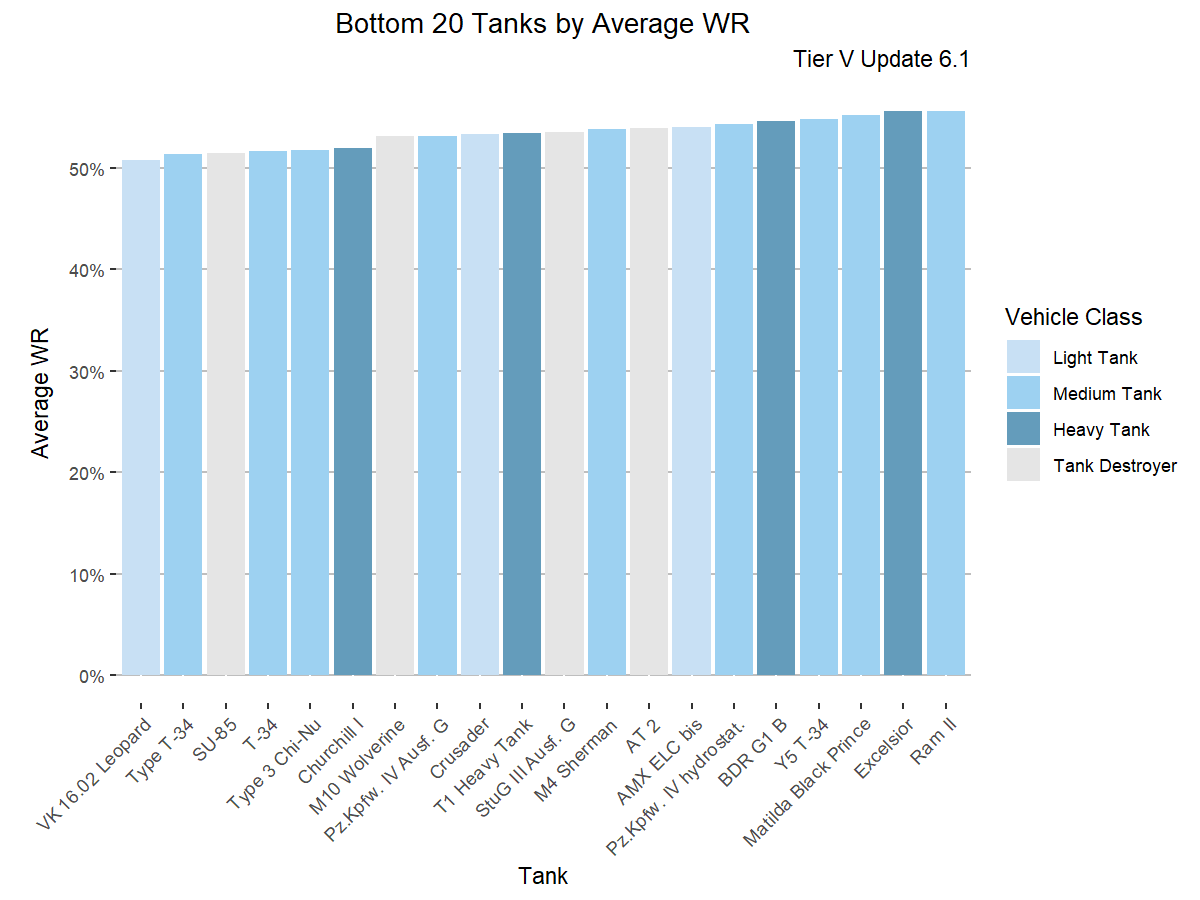 Bottom 20 Tanks by Average WR
Tier V Update 6.1
Average WR
50%
40%
30%
20%
10%
0%
VK 16.02 Leopard
Type T-34
SU-85
T-34
Type 3 Chi-Nu
Churchill I
M10 Wolverine
Pz.Kpfw. IV Ausf. G
Crusader
T1 Heavy Tank
StuG III Ausf. G
M4 Sherman
AT 2
AMX ELC bis
Pz.Kpfw. IV hydrostat.
BDR G1 B
Y5 T-34
Matilda Black Prince
Excelsior
Ram II
Tank
Vehicle Class
Light Tank
Medium Tank
Heavy Tank
Tank Destroyer